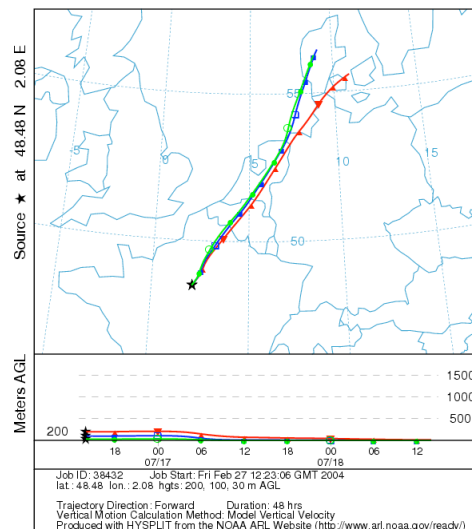 Source ★ at 48.48 N 2.08 E
55
-5
-5
5
10
15
50
Meters AGL
1500
1000
500
200
18 00 06 12 18 00 06 12
07/17 07/18
Job ID: 38432 Job Start: Fri Feb 27 12:23:06 GMT 2004
lat.: 48.48 lon.: 2.08 hgts: 200, 100, 30 m AGL
Trajectory Direction: Forward Duration: 48 hrs
Vertical Motion Calculation Method: Model Vertical Velocity
Produced with HYSPLIT from the NOAA ARL Website (http://www.arl.noaa.gov/ready/)